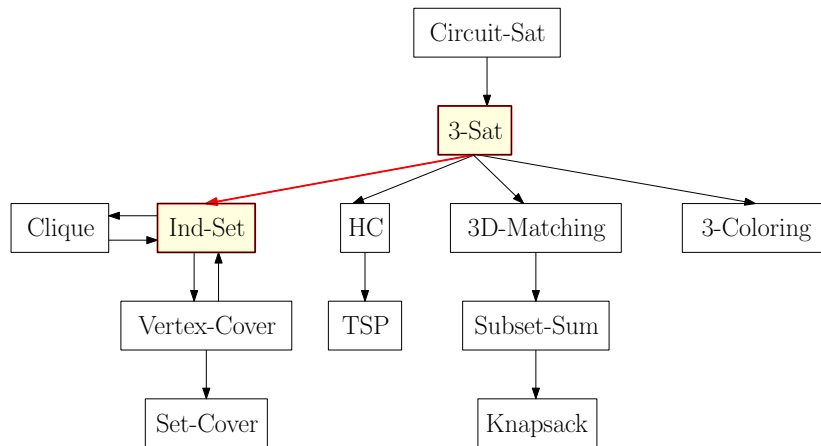 Circuit-Sat
3-Sat
Clique
Ind-Set
HC
3D-Matching
3-Coloring
Vertex-Cover
TSP
Subset-Sum
Set-Cover
Knapsack